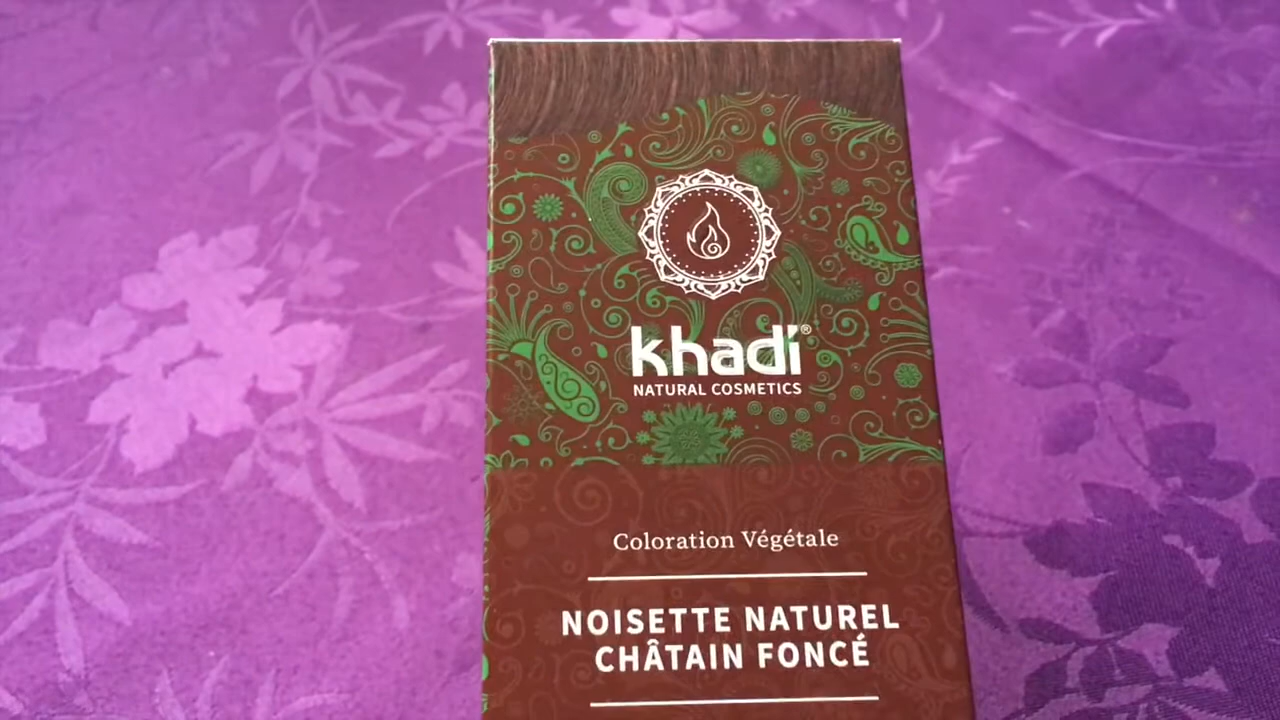 khadi®
NATURAL COSMETICS
Coloration Végétale
NOISETTE NATUREL
CHÂTAIN FONCÉ